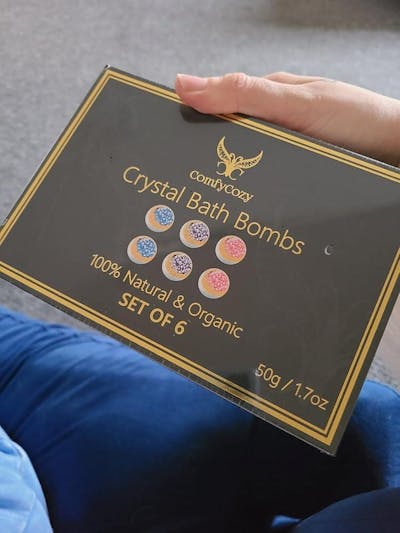 Comfycozy
Crystal Bath Bombs
100% Natural & Organic
SET OF 6
50g / 1.7oz